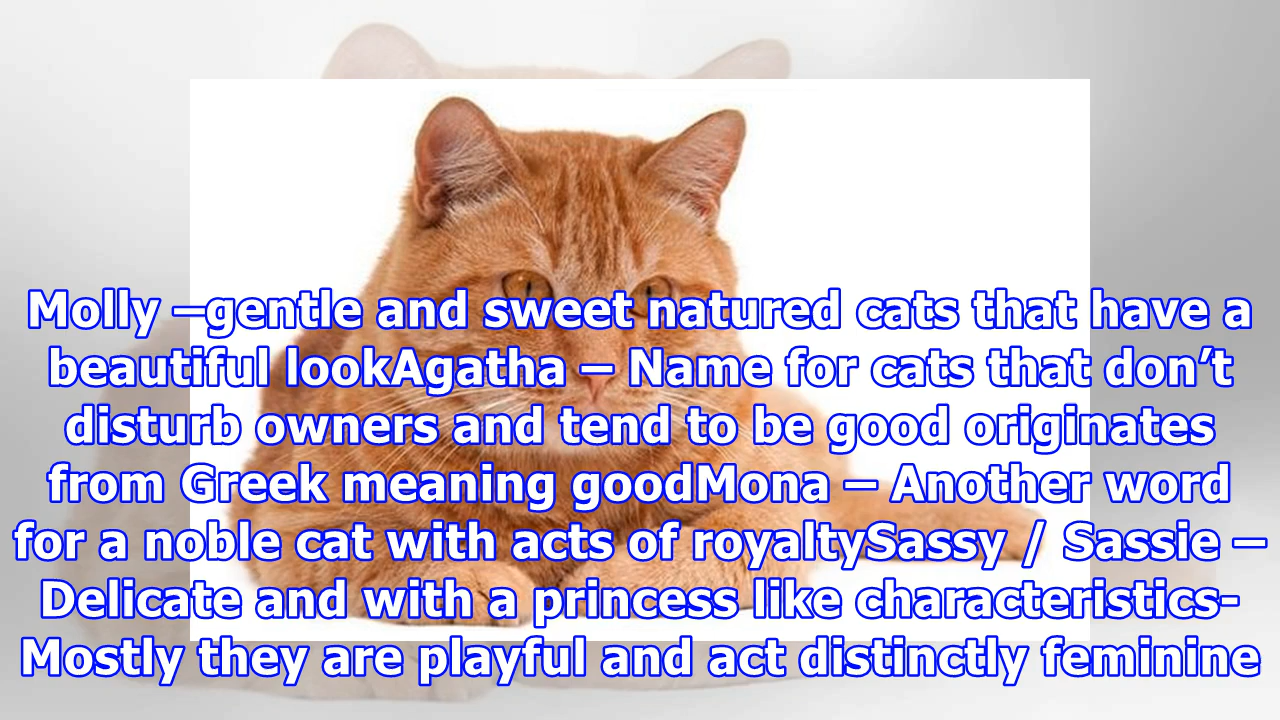 Molly –gentle and sweet natured cats that have a
beautiful lookAgatha – Name for cats that don’t
disturb owners and tend to be good originates
from Greek meaning goodMona – Another word
for a noble cat with acts of royaltySassy / Sassie –
Delicate and with a princess like characteristics-
Mostly they are playful and act distinctly feminine